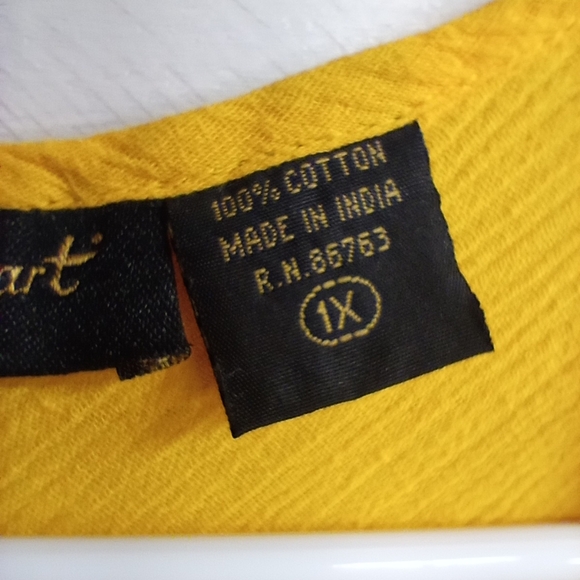 art
100% COTTON
MADE IN INDIA
R.N. 86763
1X